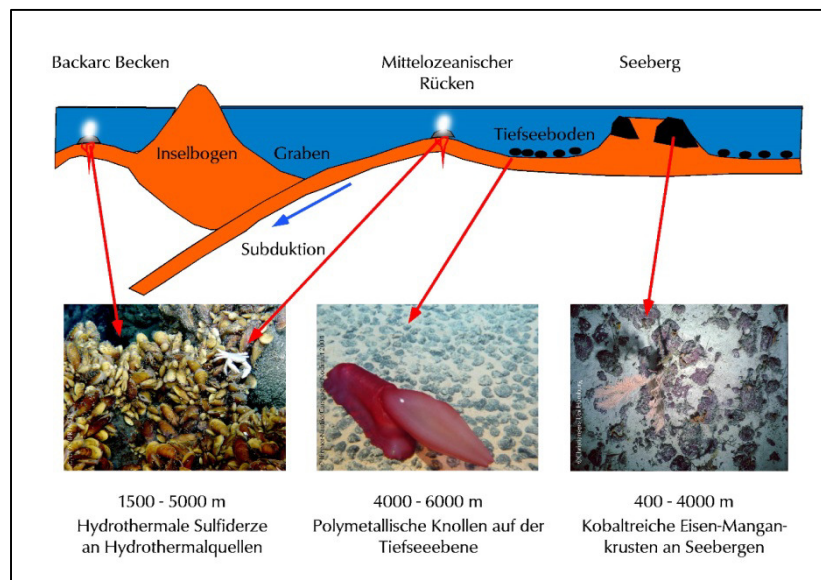 Backarc Becken
Mittelozeanischer
Rücken
Seeberg
Inselbogen
Graben
Tiefseeboden
Subduktion
1500 - 5000 m
Hydrothermale Sulfiderze
an Hydrothermalquellen
4000 - 6000 m
Polymetallische Knollen auf der
Tiefseeebene
400 - 4000 m
Kobaltreiche Eisen-Mangan-
krusten an Seebergen